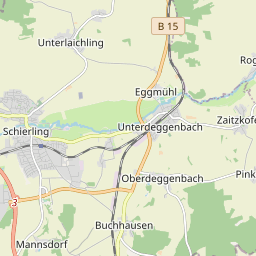 B 15
Unterlaichling
Rog
Eggmühl
Zaitzkofe
Schierling
Unterdeggenbach
Oberdeggenbach
Pink
3
Buchhausen
Mannsdorf